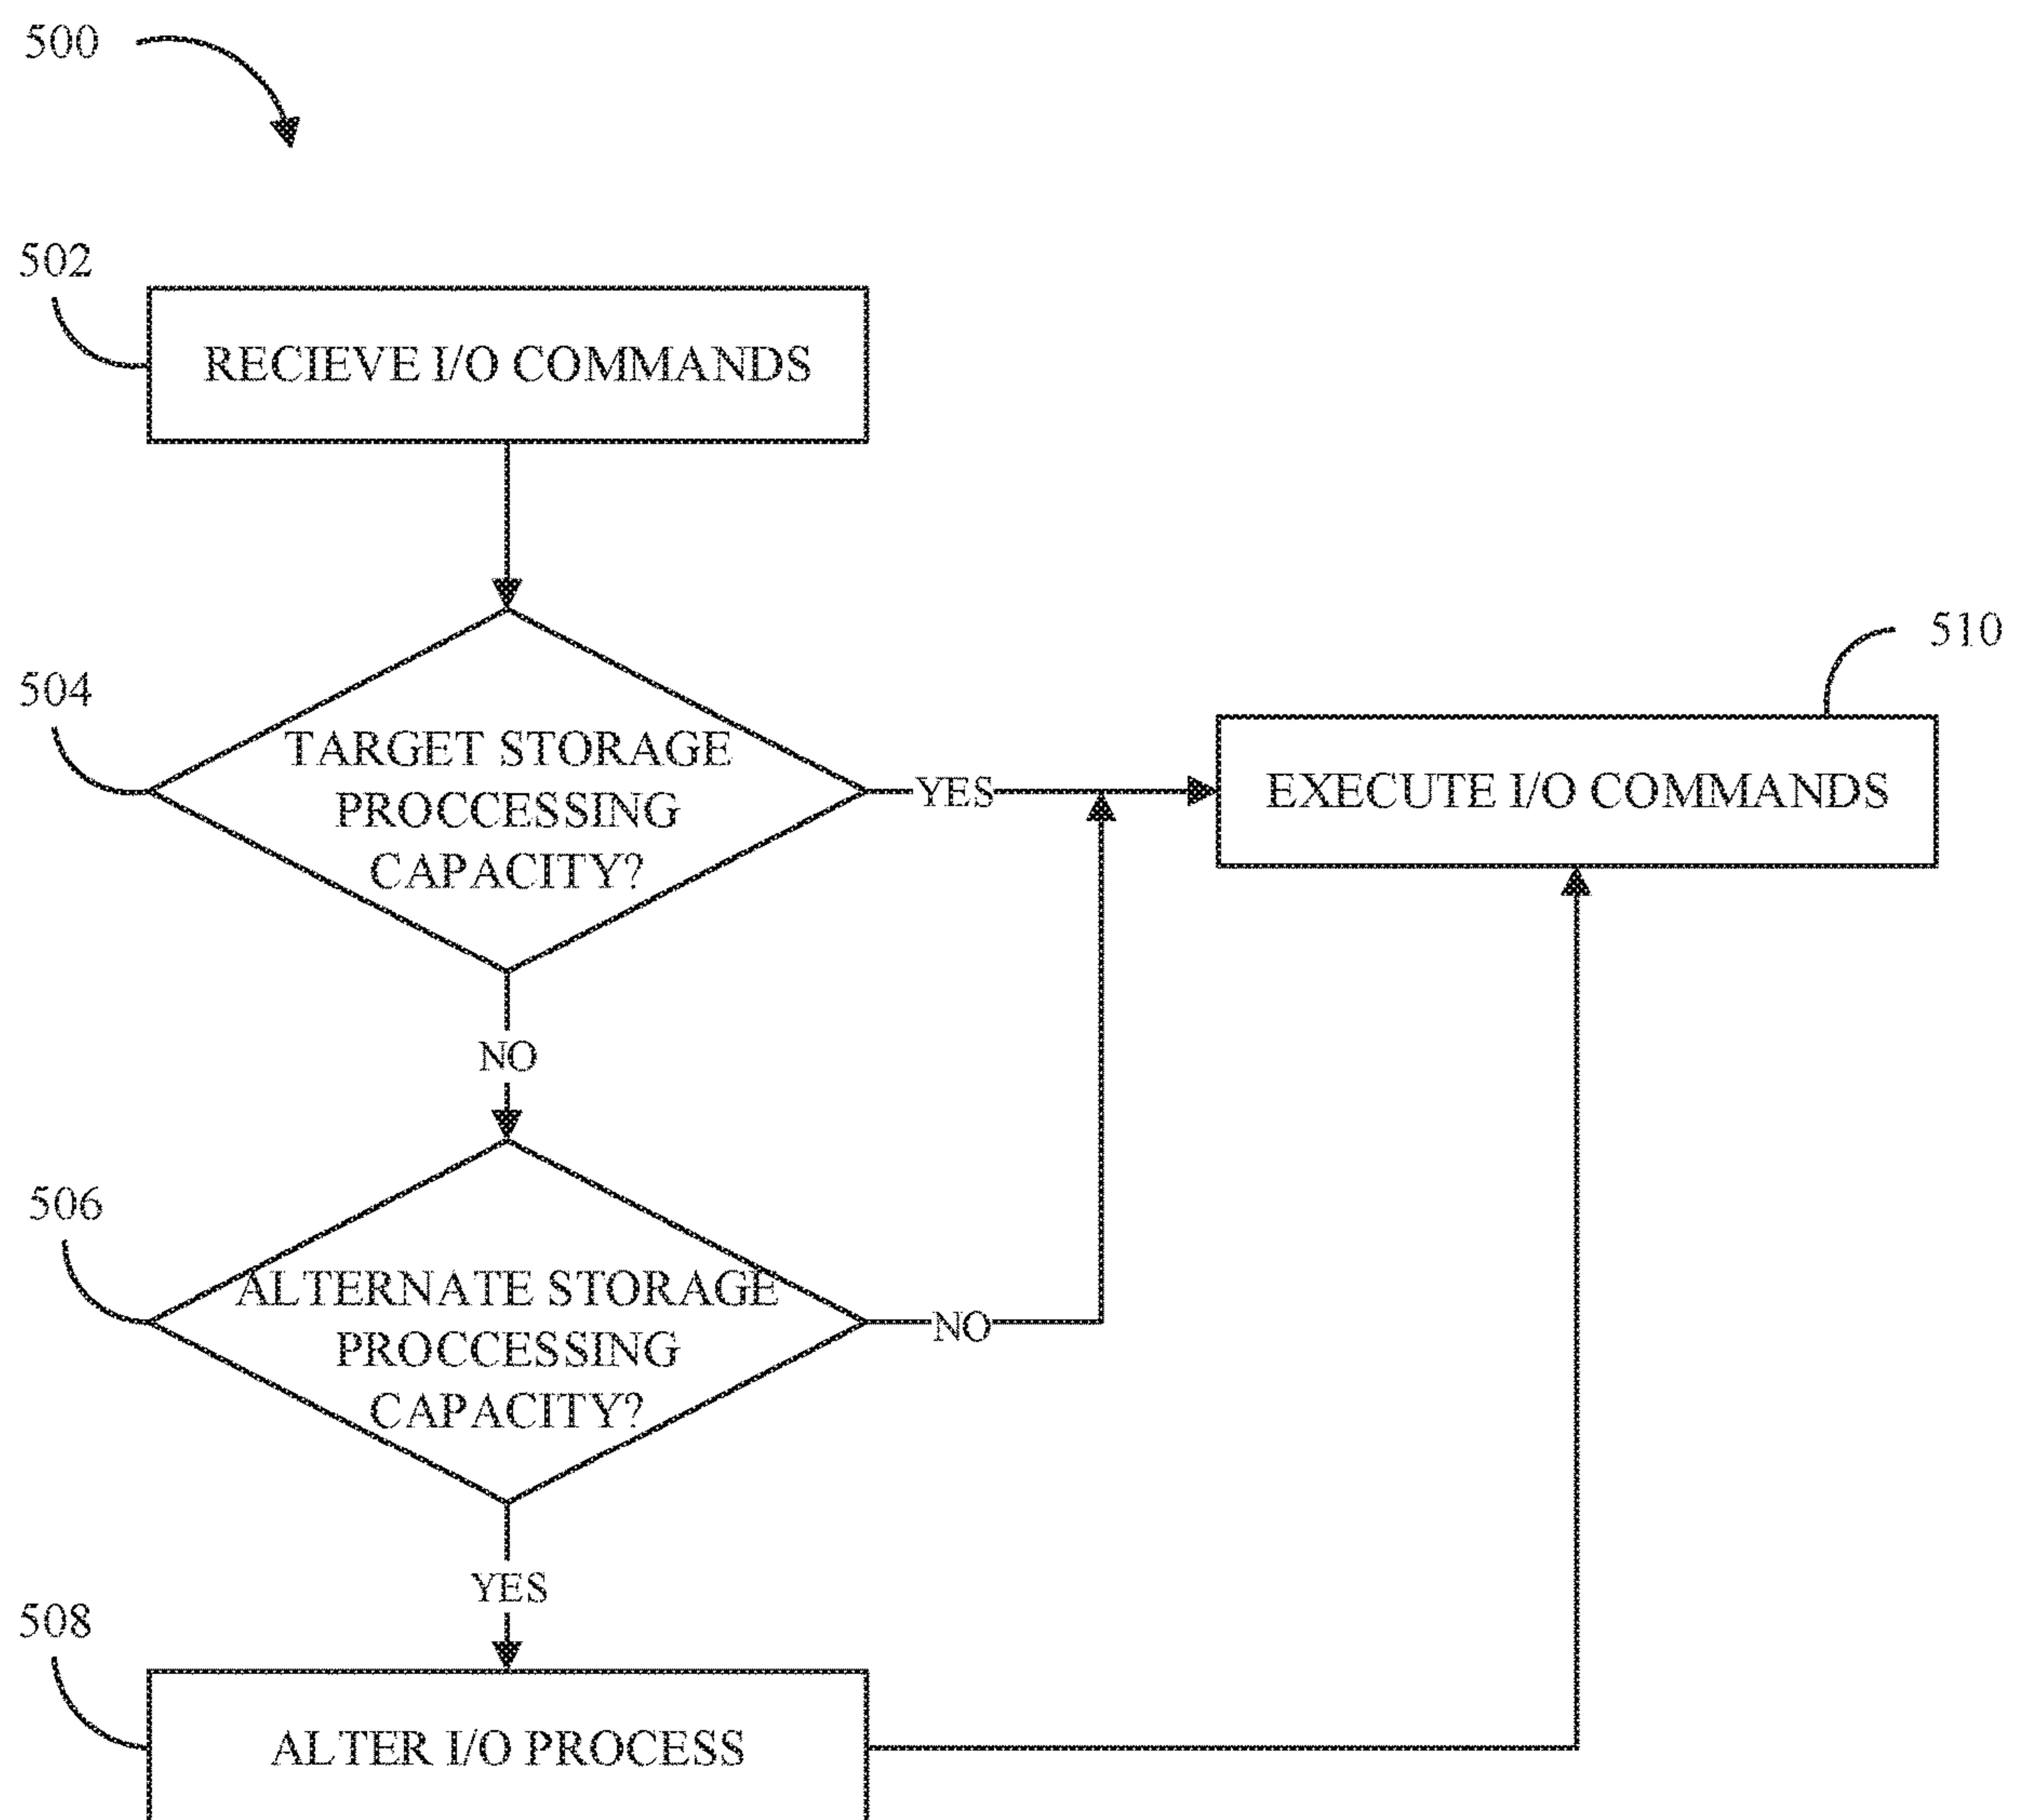 500
502
RECIEVE I/O COMMANDS
504
TARGET STORAGE
PROCCESSING
CAPACITY?
YES
510
EXECUTE I/O COMMANDS
NO
506
ALTERNATE STORAGE
PROCCESSING
CAPACITY?
NO
YES
508
ALTER I/O PROCESS